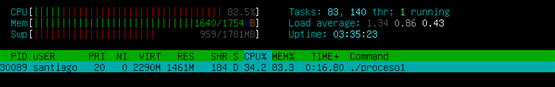 CPU[ 82.5%] Tasks: 83, 140 thr; 1 running
Mem[ 1640/1754MB] Load average: 1.34 0.86 0.43
Swp[ 959/1781MB] Uptime: 03:35:23
PID USER PRI NI VIRT RES SHR S CPU% MEM% TIME+ Command
30089 santiago 20 0 2290M 1461M 184 D 34.2 83.3 0:16.80 ./proceso1